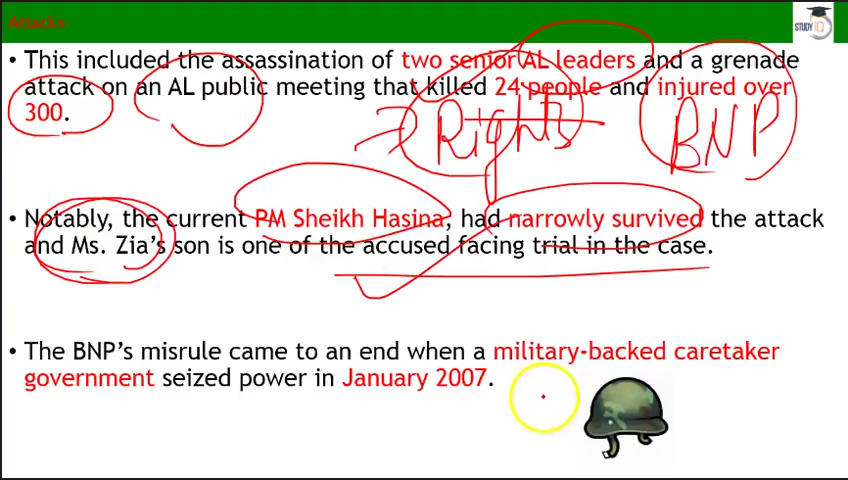 Attacks
STUDY IQ
• This included the assassination of two senior AL leaders and a grenade
attack on an AL public meeting that killed 24 people and injured over
300.
Rights
BNP
• Notably, the current PM Sheikh Hasina, had narrowly survived the attack
and Ms. Zia's son is one of the accused facing trial in the case.
• The BNP's misrule came to an end when a military-backed caretaker
government seized power in January 2007.